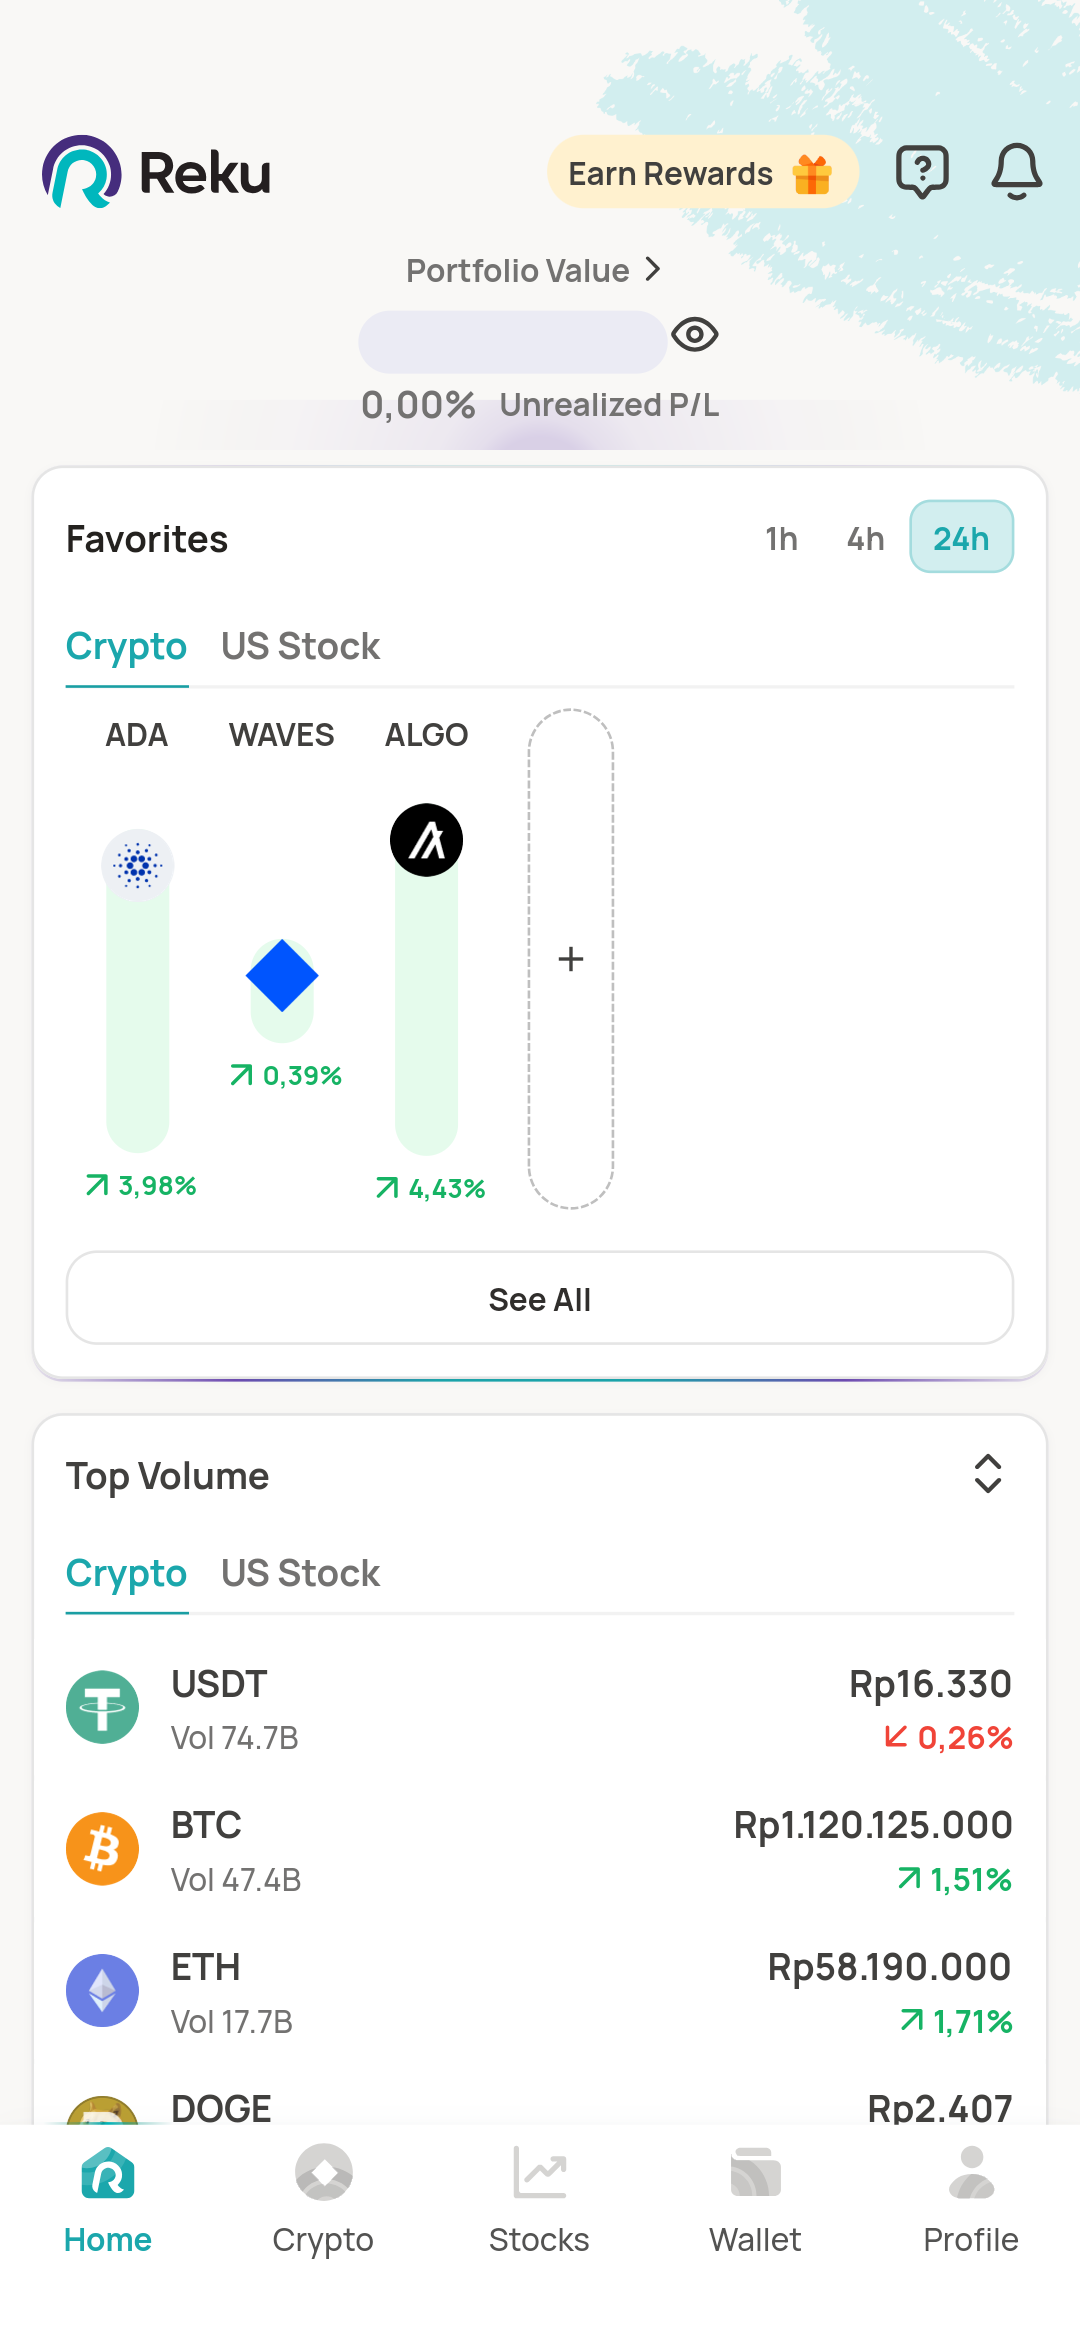 Reku
Earn Rewards
Portfolio Value
0,00% Unrealized P/L
Favorites
1h 4h 24h
Crypto US Stock
ADA WAVES ALGO
0,39%
3,98%
4,43%
See All
Top Volume
Crypto US Stock
USDT Rp16.330
Vol 74.7B 0,26%
BTC Rp1.120.125.000
Vol 47.4B 1,51%
ETH Rp58.190.000
Vol 17.7B 1,71%
DOGE Rp2.407
Home Crypto Stocks Wallet Profile